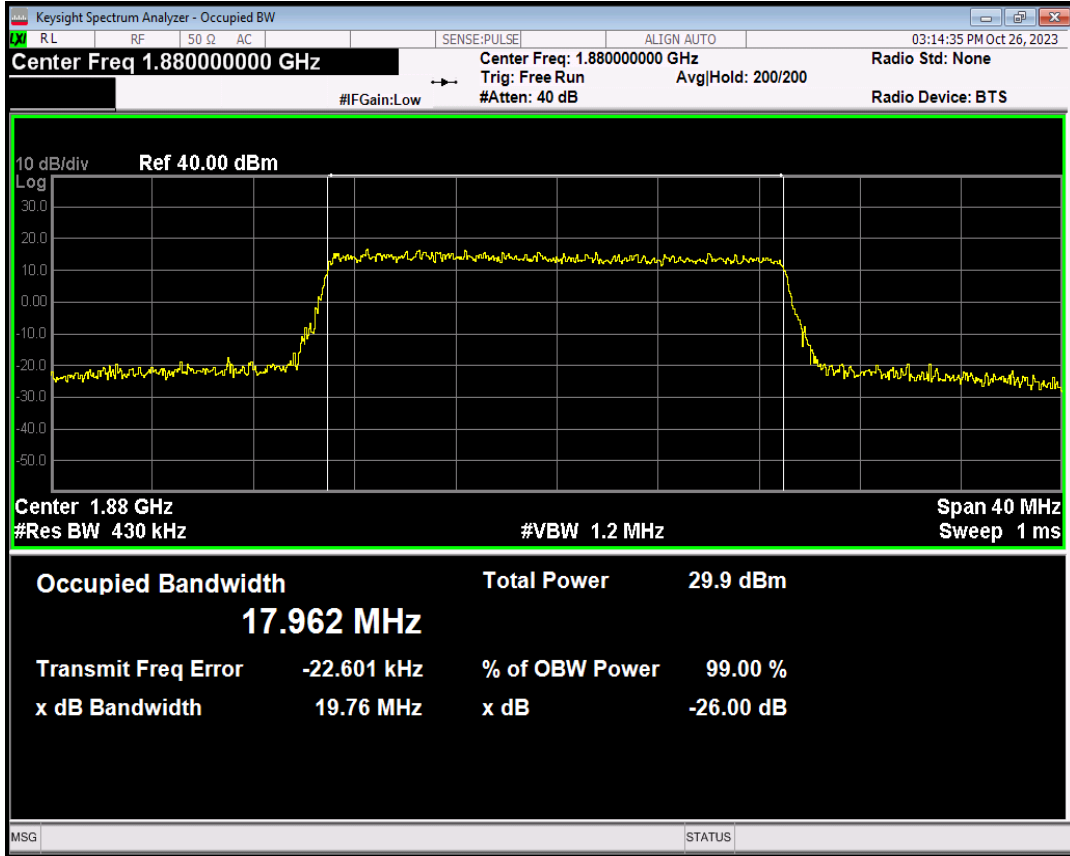 Keysight Spectrum Analyzer - Occupied BW
LXI RL RF 50 Ω AC SENSE:PULSE ALIGN AUTO 03:14:35 PM Oct 26, 2023
Center Freq 1.880000000 GHz Center Freq: 1.880000000 GHz Radio Std: None
Trig: Free Run Avg|Hold: 200/200
#IFGain:Low #Atten: 40 dB Radio Device: BTS
10 dB/div Ref 40.00 dBm
Log
30.0
20.0
10.0
0.00
-10.0
-20.0
-30.0
-40.0
-50.0
Center 1.88 GHz Span 40 MHz
#Res BW 430 kHz #VBW 1.2 MHz Sweep 1 ms
Occupied Bandwidth Total Power 29.9 dBm
17.962 MHz
Transmit Freq Error -22.601 kHz % of OBW Power 99.00 %
x dB Bandwidth 19.76 MHz x dB -26.00 dB
MSG STATUS